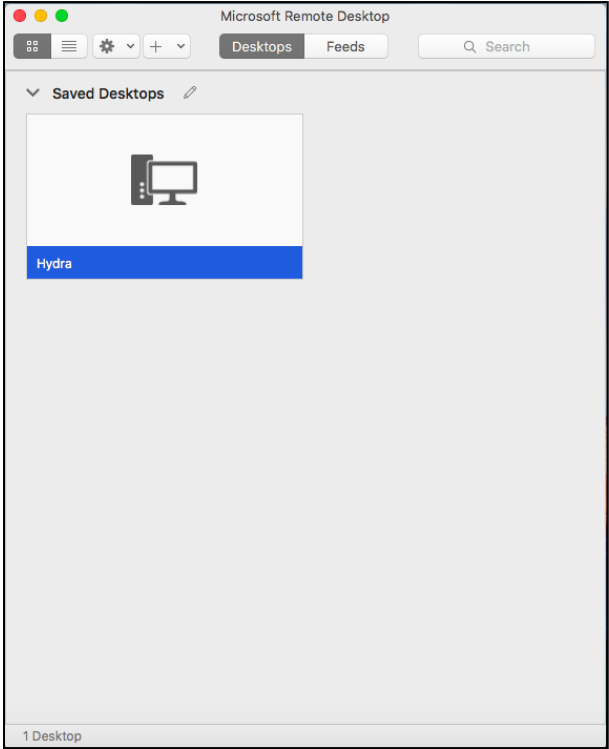 Microsoft Remote Desktop
Desktops Feeds Search
Saved Desktops
Hydra
1 Desktop